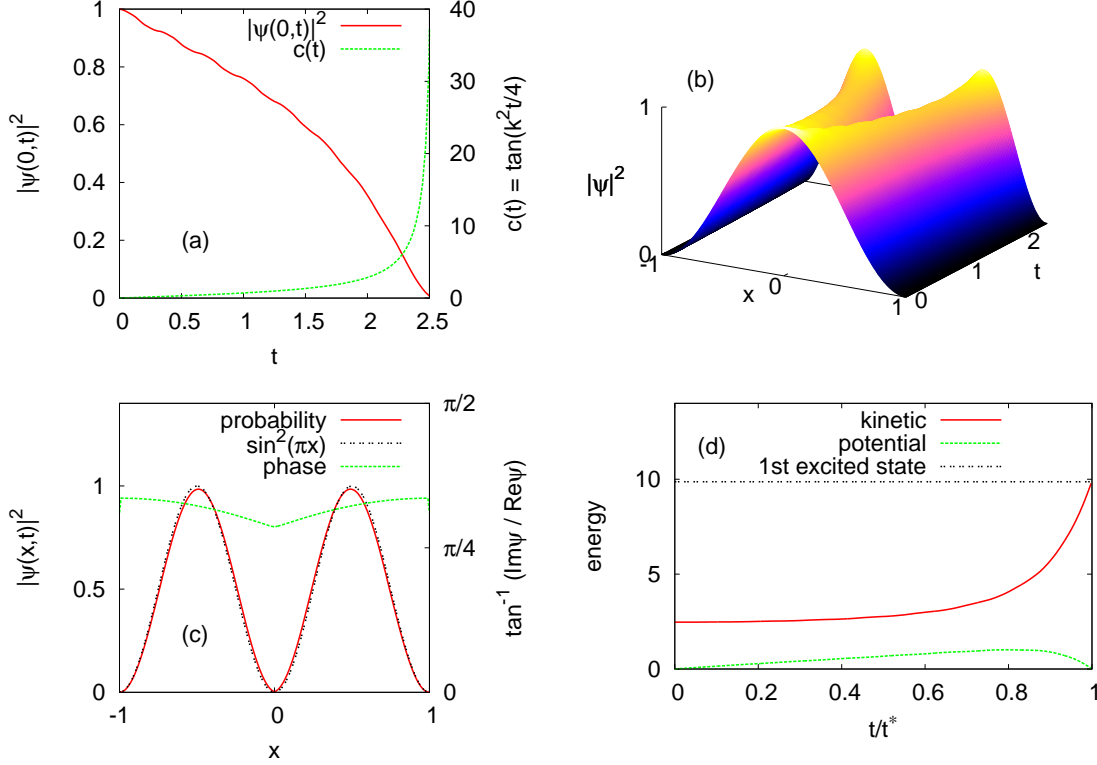 |ψ(0,t)|²
c(t)
|ψ(0,t)|²
1
0.8
0.6
0.4
0.2
0
40
30
20
10
0
c(t) = tan(k²t/4)
(a)
0 0.5 1 1.5 2 2.5
t
(b)
|ψ|²
1
0
-1
0
1
x
0
1
2
t
probability
sin²(πx)
phase
|ψ(x,t)|²
1
0.5
0
π/2
π/4
0
tan⁻¹ (Imψ / Reψ)
(c)
-1 0 1
x
kinetic
potential
1st excited state
(d)
energy
10
5
0
0 0.2 0.4 0.6 0.8 1
t/t*